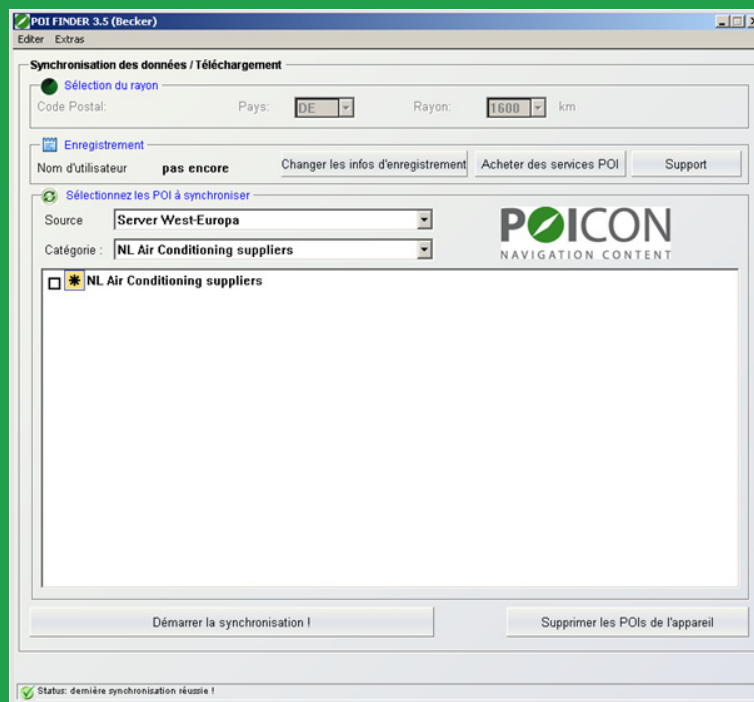 POI FINDER 3.5 (Becker)
Editer Extras
Synchronisation des données / Téléchargement
Sélection du rayon
Code Postal: Pays: DE Rayon: 1600 km
Enregistrement
Nom d'utilisateur pas encore Changer les infos d'enregistrement Acheter des services POI Support
Sélectionnez les POI à synchroniser
Source Server West-Europa
Catégorie : NL Air Conditioning suppliers
POICON
NAVIGATION CONTENT
NL Air Conditioning suppliers
Démarrer la synchronisation ! Supprimer les POIs de l'appareil
Status: dernière synchronisation réussie !